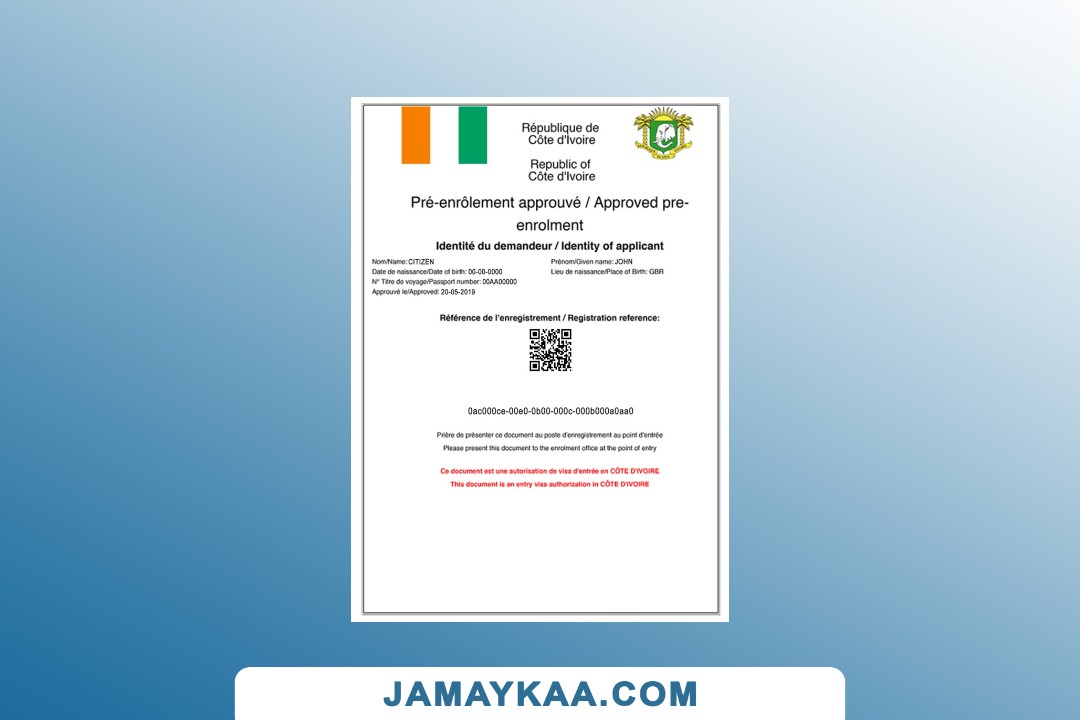 République de
Côte d'Ivoire
Republic of
Côte d'Ivoire
Pré-enrôlement approuvé / Approved pre-
enrolment
Identité du demandeur / Identity of applicant
Nom/Name: CITIZEN Prénom/Given name: JOHN
Date de naissance/Date of birth: 00-00-0000 Lieu de naissance/Place of Birth: GBR
N° Titre de voyage/Passport number: 00AA00000
Approuvé le/Approved: 20-05-2019
Référence de l'enregistrement / Registration reference:
0ac000ce-00e0-0b00-000c-000b000a0aa0
Prière de présenter ce document au poste d'enregistrement au point d'entrée
Please present this document to the enrolment office at the point of entry
Ce document est une autorisation de visa d'entrée en CÔTE D'IVOIRE
This document is an entry visa authorization in CÔTE D'IVOIRE
JAMAYKAA.COM